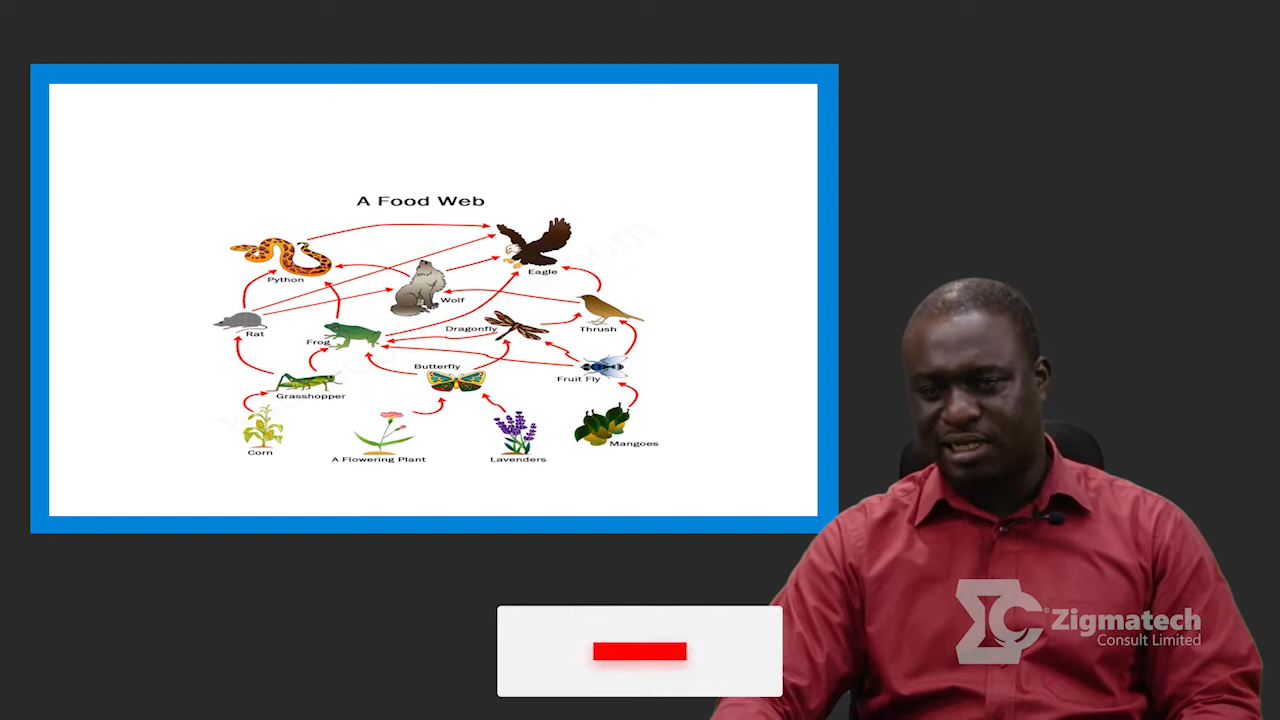 A Food Web
Python
Eagle
Wolf
Rat
Frog
Dragonfly
Thrush
Butterfly
Fruit Fly
Grasshopper
Corn
A Flowering Plant
Lavenders
Mangoes
Zigmatech
Consult Limited